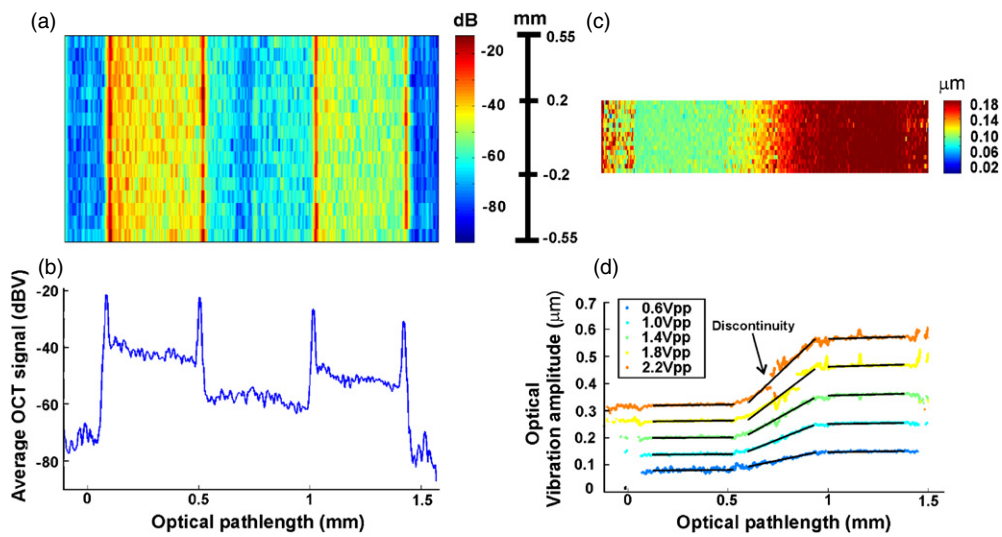 (a)
dB
-20
-40
-60
-80
mm
0.55
0.2
-0.2
-0.55
(c)
μm
0.18
0.14
0.10
0.06
0.02
(b)
Average OCT signal (dBV)
-20
-40
-60
-80
0
0.5
1
1.5
Optical pathlength (mm)
(d)
Optical
Vibration amplitude (μm)
0.7
0.6
0.5
0.4
0.3
0.2
0.1
0
0.6Vpp
1.0Vpp
1.4Vpp
1.8Vpp
2.2Vpp
Discontinuity
0
0.5
1
1.5
Optical pathlength (mm)